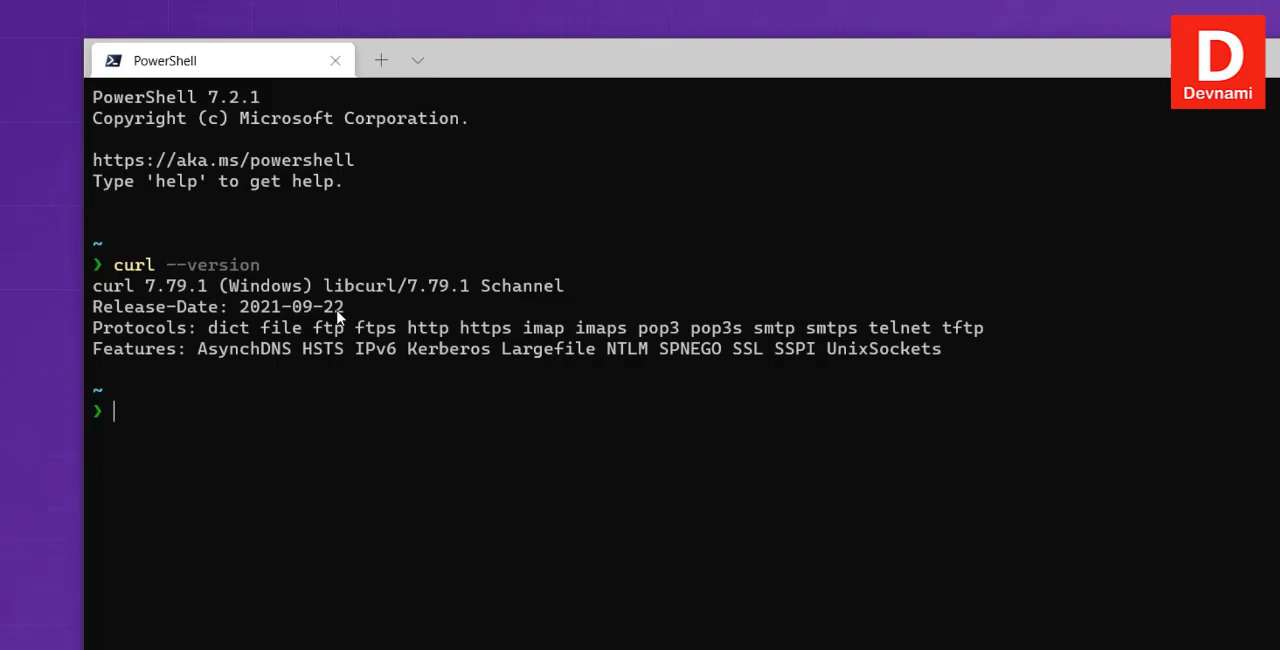 D
Devnami
PowerShell
PowerShell 7.2.1
Copyright (c) Microsoft Corporation.
https://aka.ms/powershell
Type 'help' to get help.
~
❯ curl --version
curl 7.79.1 (Windows) libcurl/7.79.1 Schannel
Release-Date: 2021-09-22
Protocols: dict file ftp ftps http https imap imaps pop3 pop3s smtp smtps telnet tftp
Features: AsynchDNS HSTS IPv6 Kerberos Largefile NTLM SPNEGO SSL SSPI UnixSockets
~
❯